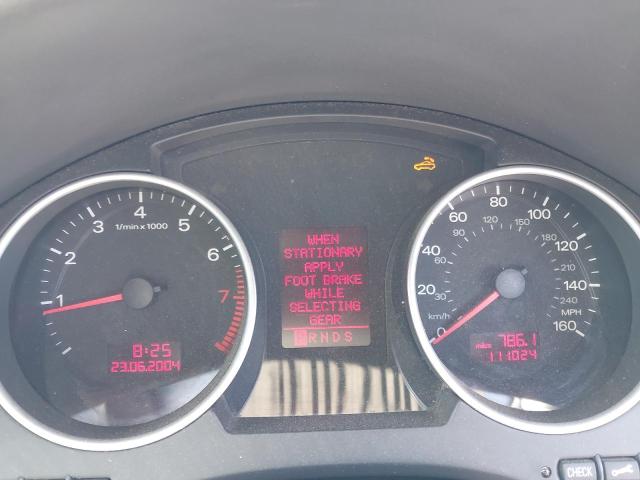 1 2 3 4 5 6 7
1/min x 1000
8:25
23.06.2004
WHEN
STATIONARY
APPLY
FOOT BRAKE
WHILE
SELECTING
GEAR
P R N D S
0 20 40 60 80 100 120 140 160
30 60 90 120 150 180 210 240
km/h
MPH
miles 786.1
111024
CHECK